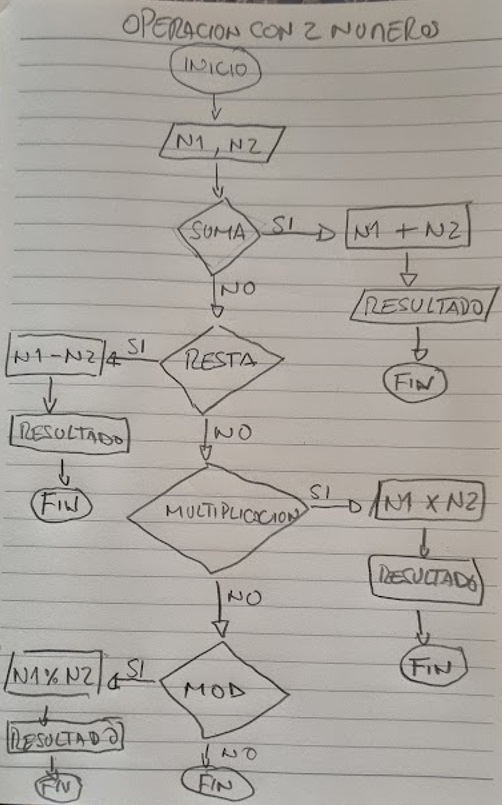 OPERACION CON 2 NUMEROS
INICIO
N1, N2
SUMA
SI
N1 + N2
NO
RESULTADO
FIN
RESTA
SI
N1-N2
RESULTADO
FIN
NO
MULTIPLICACION
SI
N1 X N2
RESULTADO
FIN
NO
MOD
SI
N1%N2
RESULTADO
FIN
NO
FIN